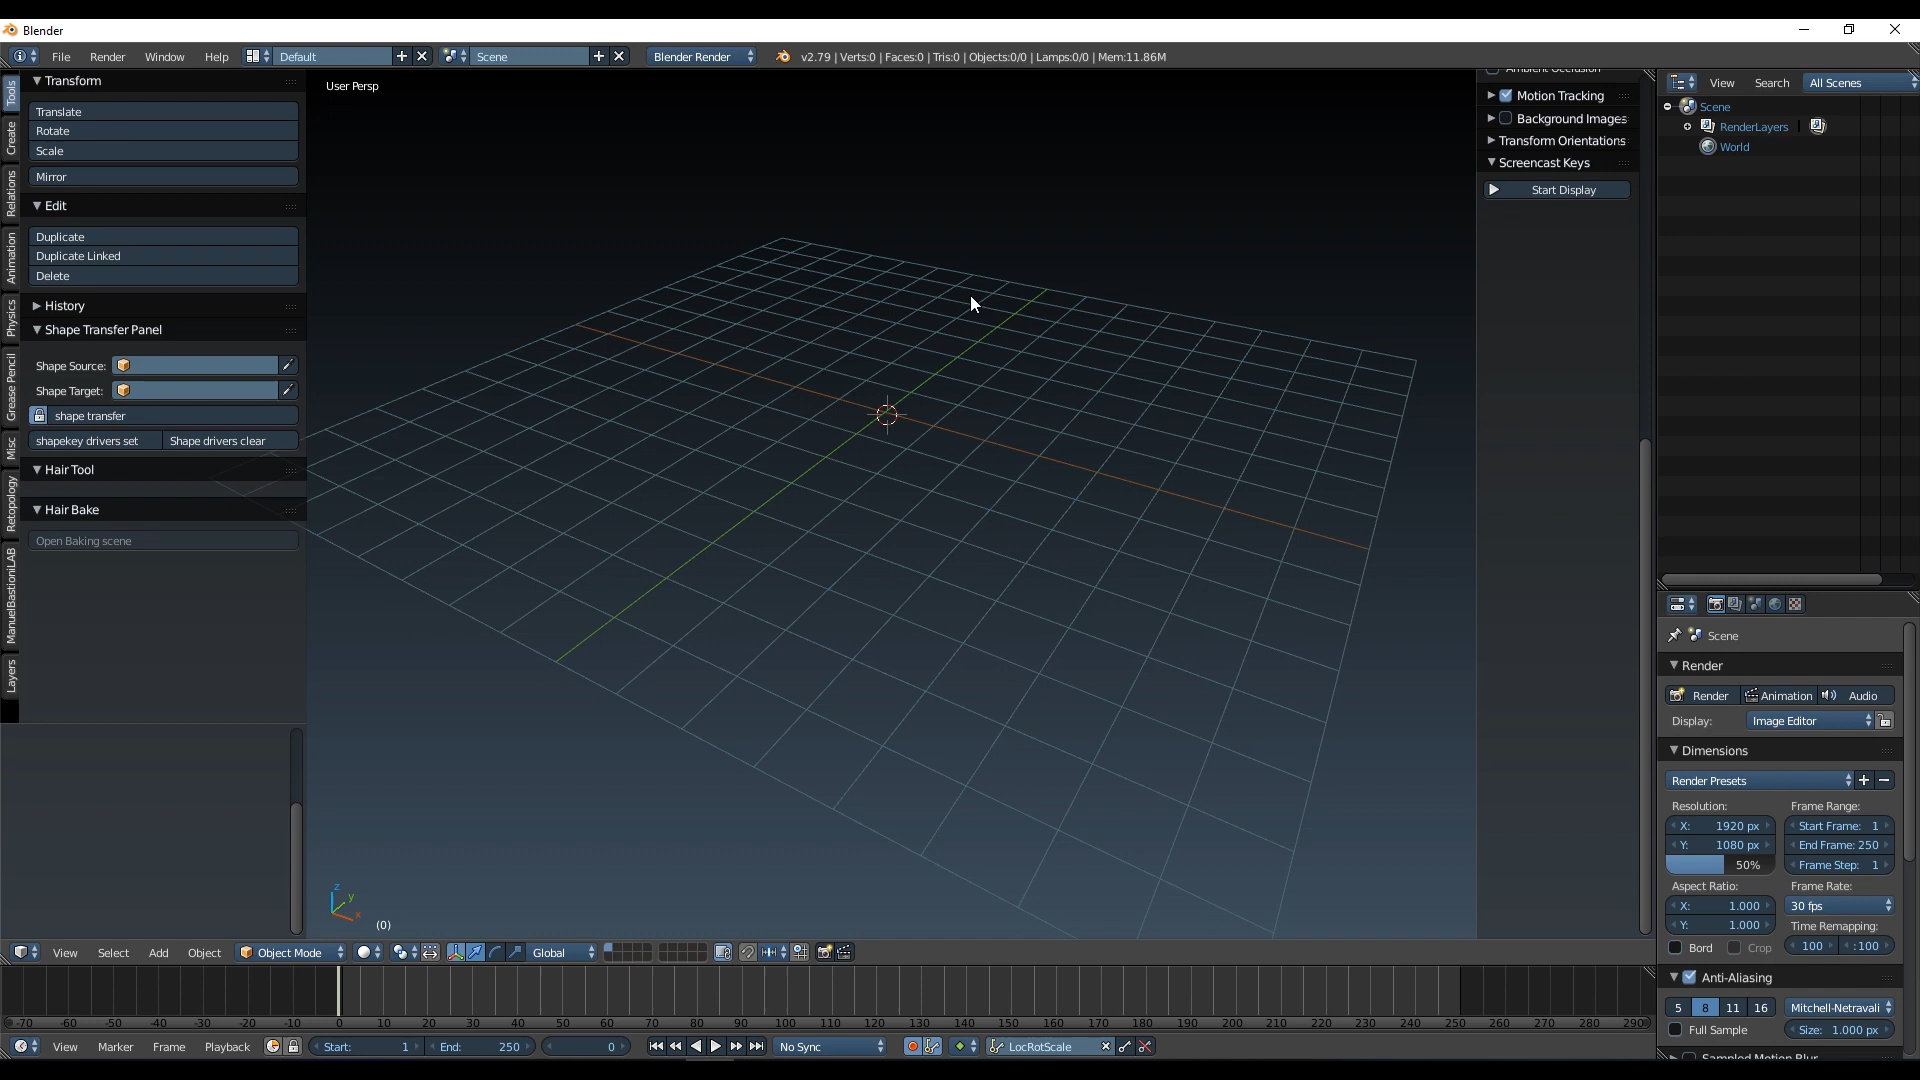 Blender
File Render Window Help Default Scene Blender Render v2.79 | Verts:0 | Faces:0 | Tris:0 | Objects:0/0 | Lamps:0/0 | Mem:11.86M
Tools
Create
Relations
Animation
Physics
Grease Pencil
Misc
Retopology
ManuelBastioniLAB
Layers
Transform
Translate
Rotate
Scale
Mirror
Edit
Duplicate
Duplicate Linked
Delete
History
Shape Transfer Panel
Shape Source:
Shape Target:
shape transfer
shapekey drivers set Shape drivers clear
Hair Tool
Hair Bake
Open Baking scene
User Persp
z
y
x
(0)
Ambient Occlusion
Motion Tracking
Background Images
Transform Orientations
Screencast Keys
Start Display
View Search All Scenes
Scene
RenderLayers
World
Scene
Render
Render Animation Audio
Display: Image Editor
Dimensions
Render Presets
Resolution: Frame Range:
X: 1920 px Start Frame: 1
Y: 1080 px End Frame: 250
50% Frame Step: 1
Aspect Ratio: Frame Rate:
X: 1.000 30 fps
Y: 1.000 Time Remapping:
Bord Crop 100 :100
Anti-Aliasing
5 8 11 16 Mitchell-Netravali
Full Sample Size: 1.000 px
Sampled Motion Blur
View Select Add Object Object Mode Global
-70 -60 -50 -40 -30 -20 -10 0 10 20 30 40 50 60 70 80 90 100 110 120 130 140 150 160 170 180 190 200 210 220 230 240 250 260 270 280 290
View Marker Frame Playback Start: 1 End: 250 0 No Sync LocRotScale